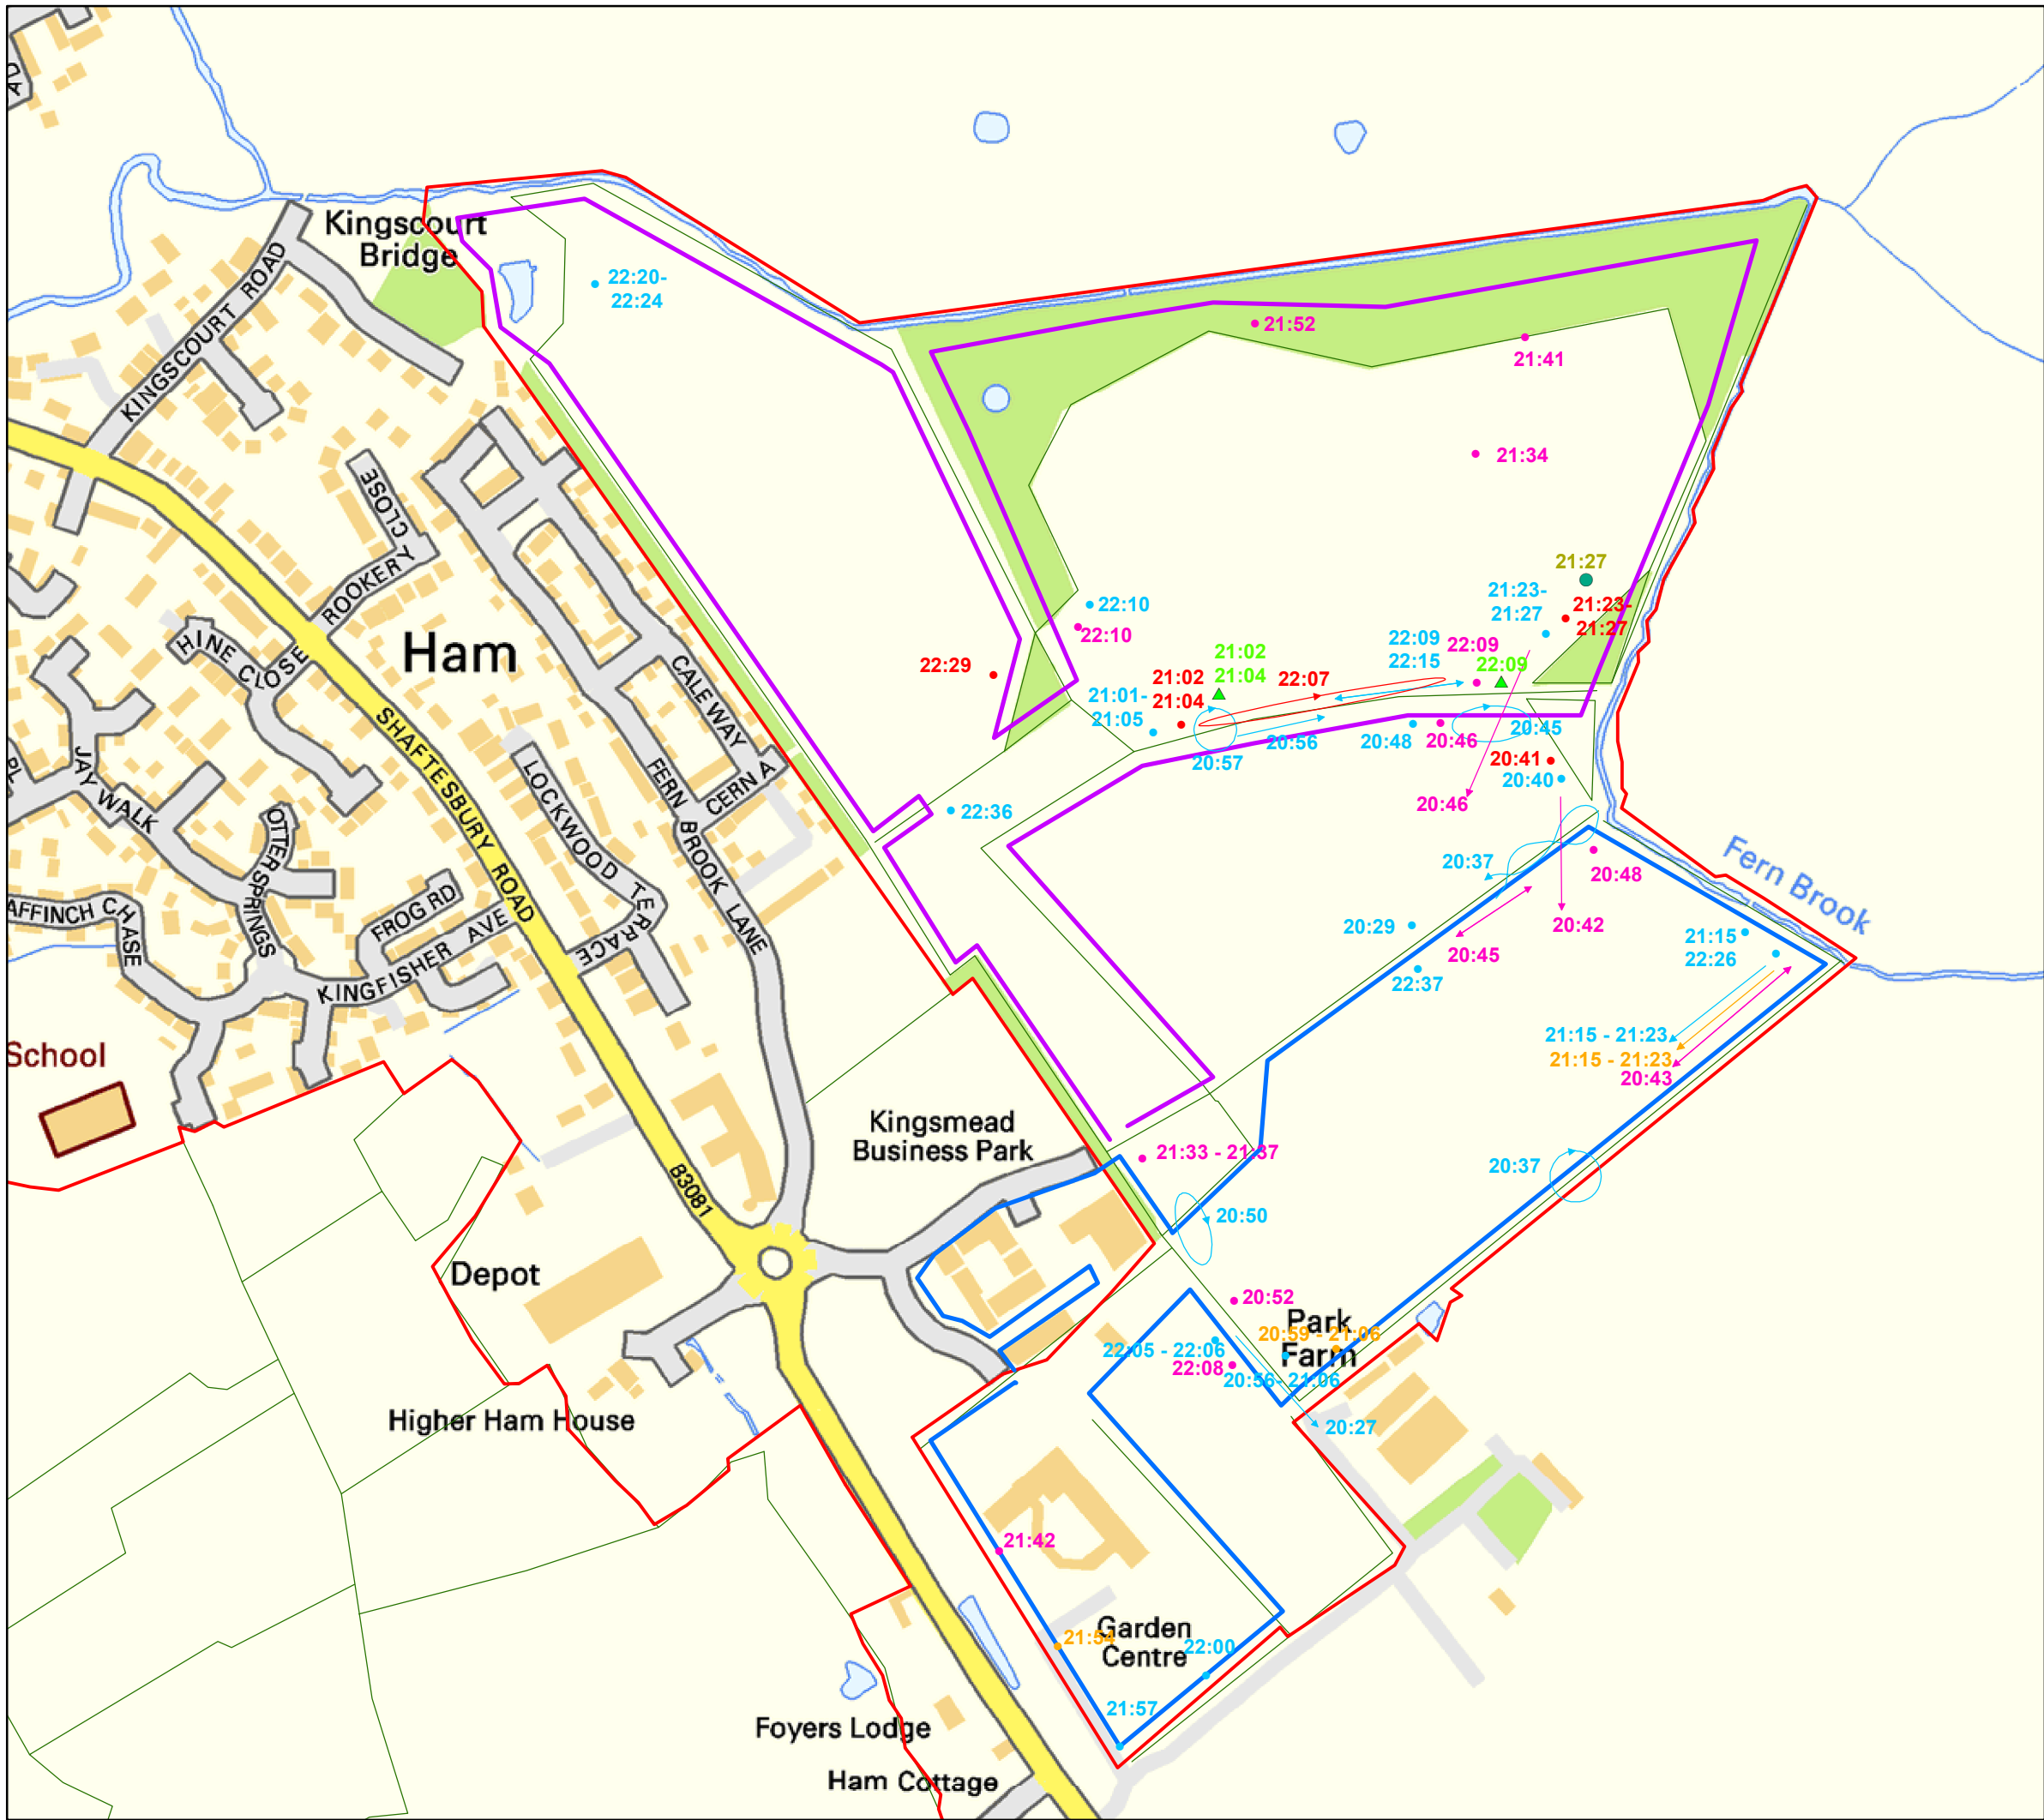 Kingscourt
Bridge
KINGSCOURT ROAD
22:20-
22:24
21:52
21:41
21:34
ROOKERY CLOSE
HINE CLOSE
Ham
21:27
21:23-
21:27
21:23-
21:27
22:10
22:10
22:29
21:02
21:04
21:02
21:04
22:07
22:09
22:15
22:09
22:09
21:01-
21:05
20:57
20:56
20:48
20:46
20:45
20:41
20:40
20:46
22:36
CALE WAY
FERN BROOK LANE
CERN A
SHAFTESBURY ROAD
LOCKWOOD TERRACE
JAY WALK
PL
OTTER SPRINGS
FROG RD
KINGFISHER AVE
AFFINCH CHASE
20:37
20:48
20:42
20:45
20:29
22:37
Fern Brook
21:15
22:26
21:15 - 21:23
21:15 - 21:23
20:43
School
Kingsmead
Business Park
21:33 - 21:37
20:37
20:50
B3081
Depot
20:52
Park
Farm
20:59 - 21:06
22:05 - 22:06
22:08
20:56- 21:06
20:27
Higher Ham House
21:42
21:54
Garden
Centre
22:00
21:57
Foyers Lodge
Ham Cottage